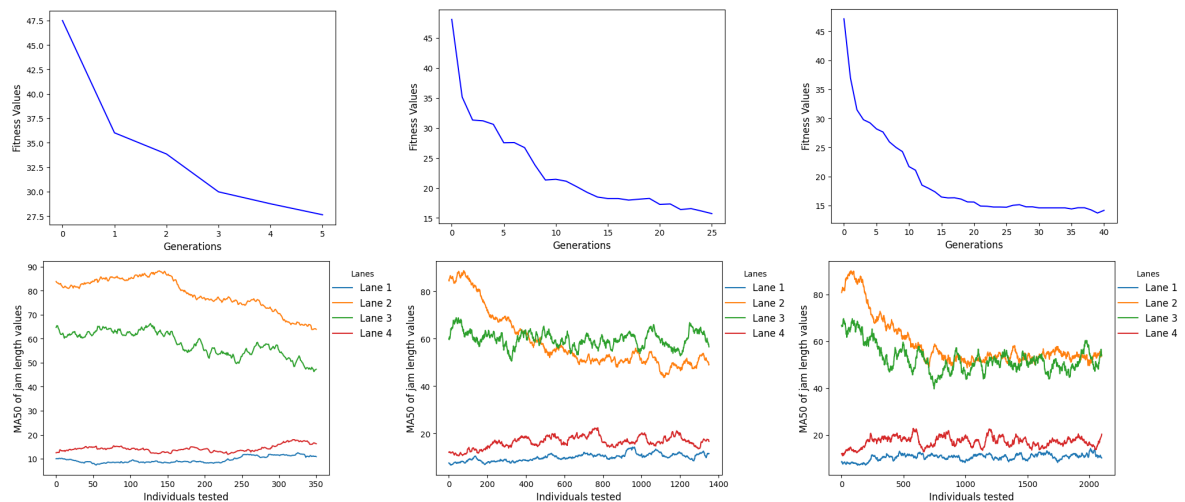 47.5
45.0
42.5
40.0
37.5
35.0
32.5
30.0
27.5
Fitness Values
0 1 2 3 4 5
Generations
45
40
35
30
25
20
15
Fitness Values
0 5 10 15 20 25
Generations
45
40
35
30
25
20
15
Fitness Values
0 5 10 15 20 25 30 35 40
Generations
90
80
70
60
50
40
30
20
10
MA50 of jam length values
0 50 100 150 200 250 300 350
Individuals tested
Lanes
Lane 1
Lane 2
Lane 3
Lane 4
80
60
40
20
MA50 of jam length values
0 200 400 600 800 1000 1200 1400
Individuals tested
Lanes
Lane 1
Lane 2
Lane 3
Lane 4
80
60
40
20
MA50 of jam length values
0 500 1000 1500 2000
Individuals tested
Lanes
Lane 1
Lane 2
Lane 3
Lane 4